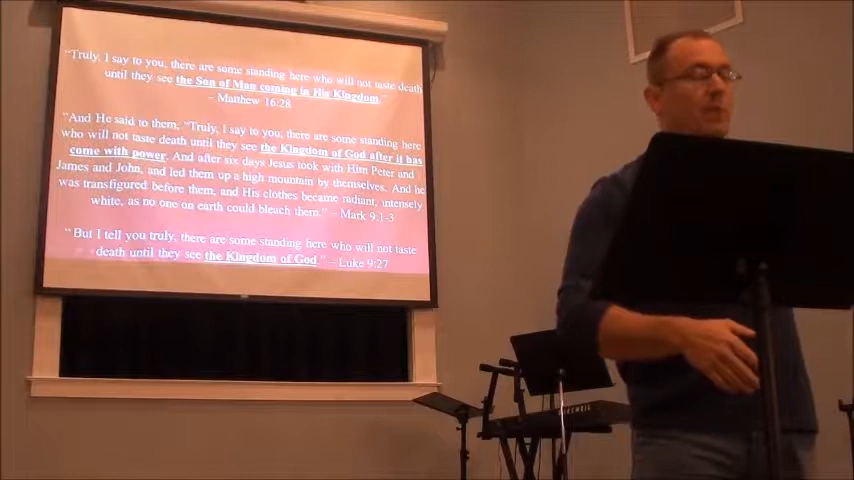 "Truly, I say to you, there are some standing here who will not taste death
until they see the Son of Man coming in His Kingdom."
– Matthew 16:28
"And He said to them, "Truly, I say to you, there are some standing here
who will not taste death until they see the Kingdom of God after it has
come with power. And after six days Jesus took with Him Peter and
James and John, and led them up a high mountain by themselves. And He
was transfigured before them, and His clothes became radiant, intensely
white, as no one on earth could bleach them." – Mark 9:1-3
"But I tell you truly, there are some standing here who will not taste
death until they see the Kingdom of God." – Luke 9:27
KURZWEIL